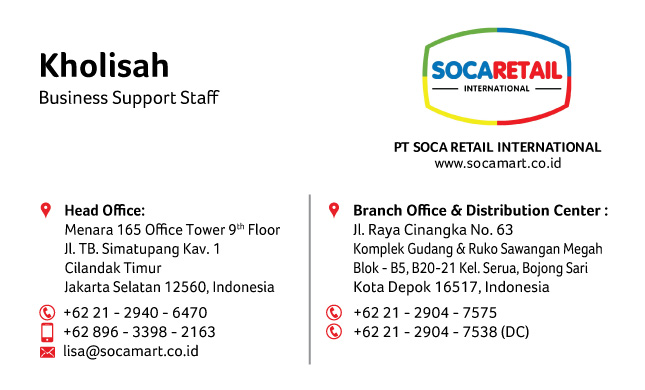 Kholisah
Business Support Staff
SOCARETAIL
INTERNATIONAL
PT SOCA RETAIL INTERNATIONAL
www.socamart.co.id
Head Office:
Menara 165 Office Tower 9th Floor
Jl. TB. Simatupang Kav. 1
Cilandak Timur
Jakarta Selatan 12560, Indonesia
+62 21 - 2940 - 6470
+62 896 - 3398 - 2163
lisa@socamart.co.id
Branch Office & Distribution Center :
Jl. Raya Cinangka No. 63
Komplek Gudang & Ruko Sawangan Megah
Blok - B5, B20-21 Kel. Serua, Bojong Sari
Kota Depok 16517, Indonesia
+62 21 - 2904 - 7575
+62 21 - 2904 - 7538 (DC)